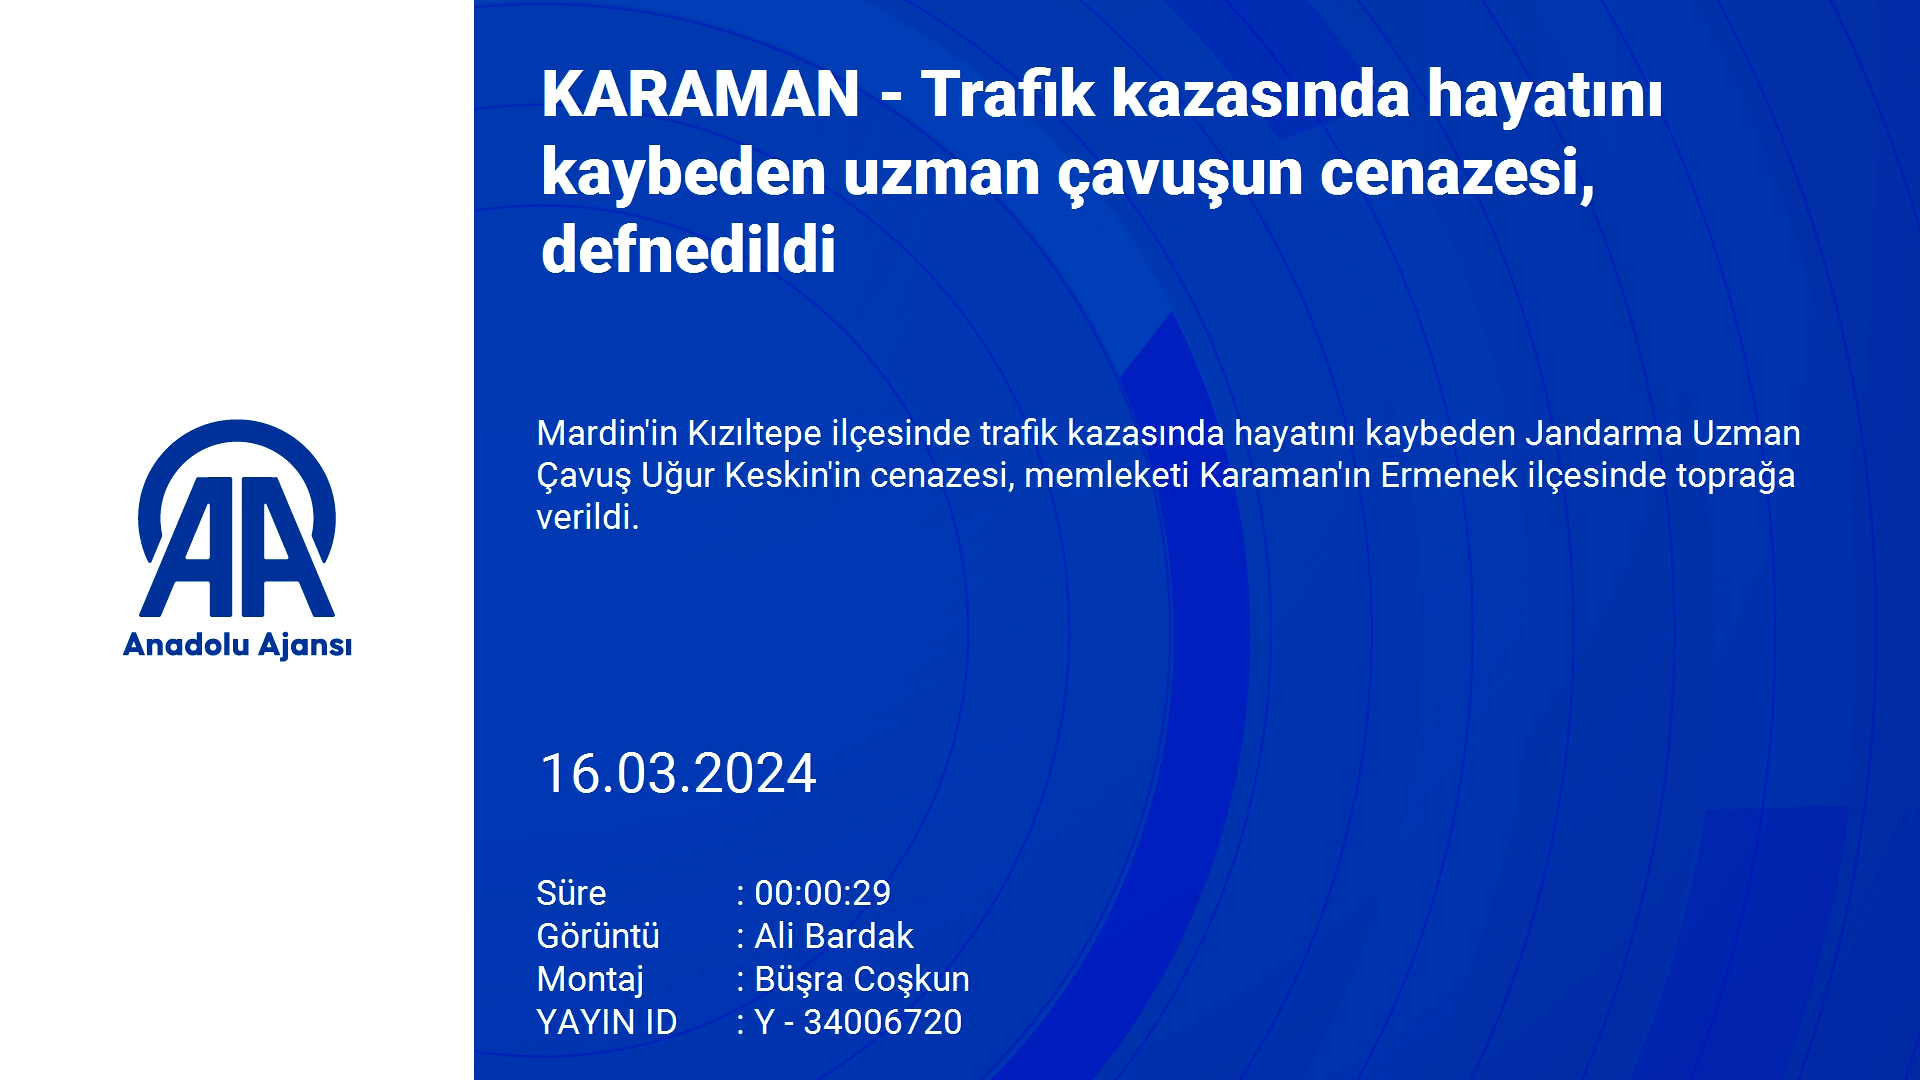 KARAMAN - Trafik kazasında hayatını
kaybeden uzman çavuşun cenazesi,
defnedildi
Mardin'in Kızıltepe ilçesinde trafik kazasında hayatını kaybeden Jandarma Uzman
Çavuş Uğur Keskin'in cenazesi, memleketi Karaman'ın Ermenek ilçesinde toprağa
verildi.
AA
Anadolu Ajansı
16.03.2024
Süre : 00:00:29
Görüntü : Ali Bardak
Montaj : Büşra Coşkun
YAYIN ID : Y - 34006720